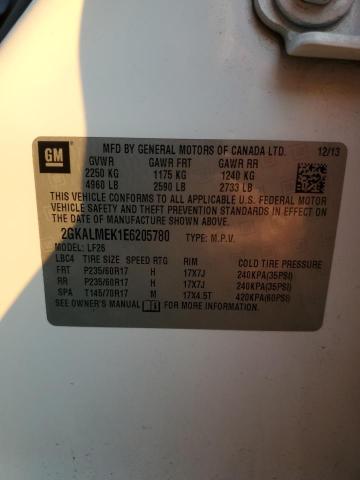 GM
MFD BY GENERAL MOTORS OF CANADA LTD. 12/13
GVWR GAWR FRT GAWR RR
2250 KG 1175 KG 1240 KG
4960 LB 2590 LB 2733 LB
THIS VEHICLE CONFORMS TO ALL APPLICABLE U.S. FEDERAL MOTOR
VEHICLE SAFETY AND THEFT PREVENTION STANDARDS IN EFFECT ON
THE DATE OF MANUFACTURE SHOWN ABOVE.
2GKALMEK1E6205780 TYPE: M.P.V.
MODEL: LF26
LBC4 TIRE SIZE SPEED RTG RIM COLD TIRE PRESSURE
FRT P235/60R17 H 17X7J 240KPA(35PSI)
RR P235/60R17 H 17X7J 240KPA(35PSI)
SPA T145/70R17 M 17X4.5T 420KPA(60PSI)
SEE OWNER'S MANUAL FOR MORE INFORMATION.